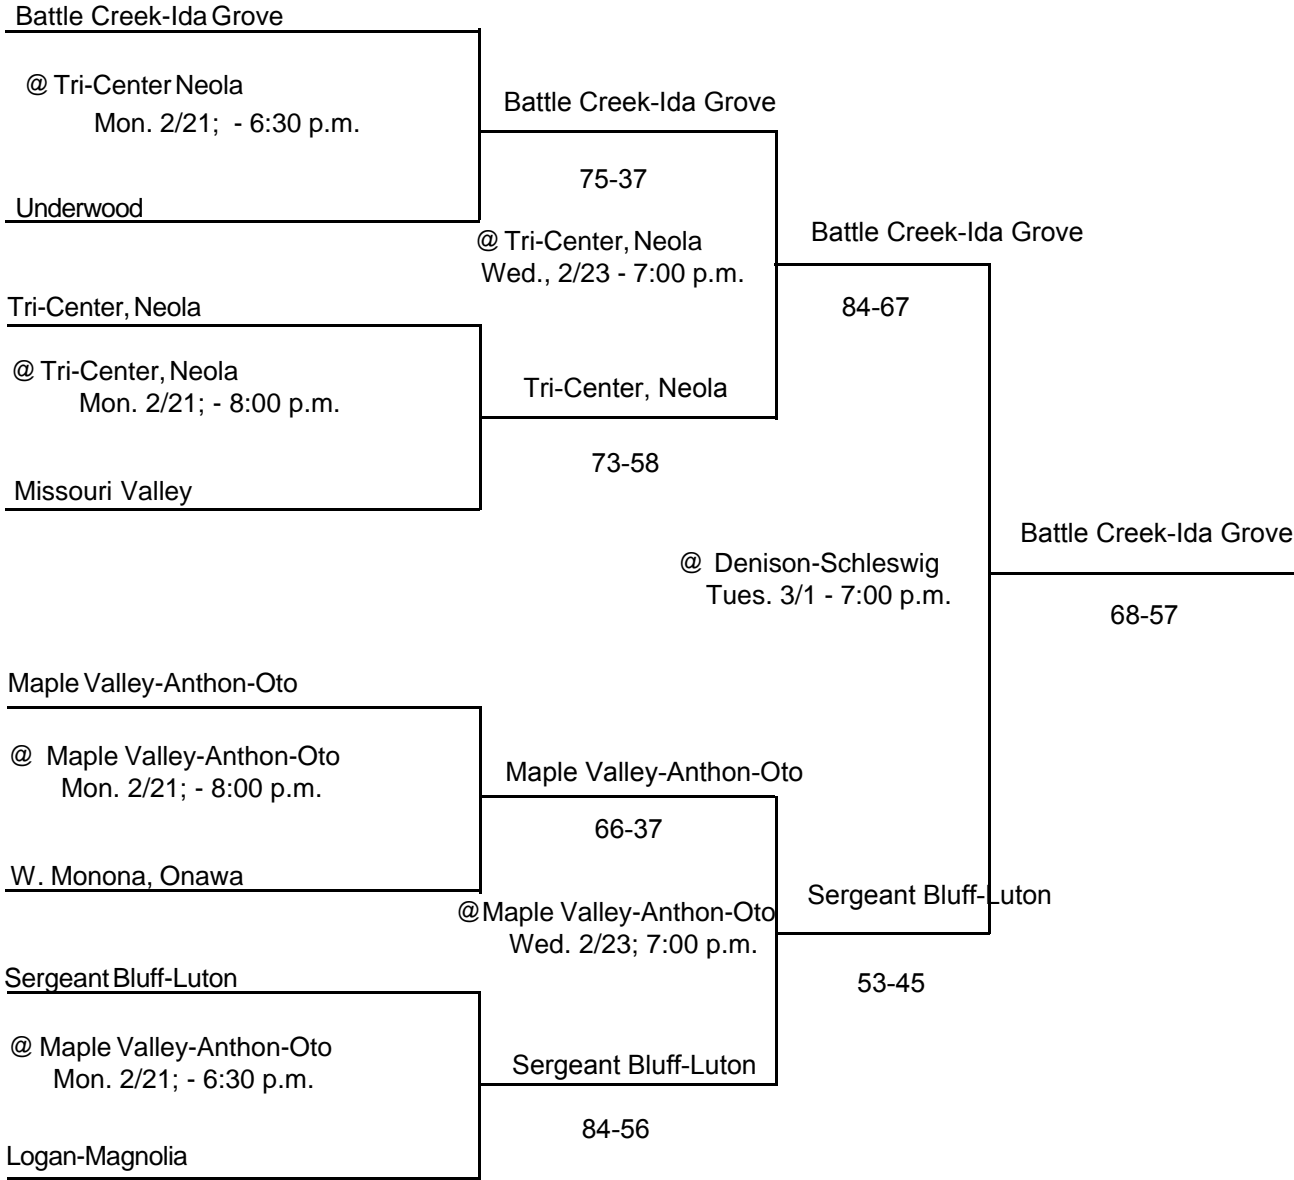 Battle Creek-Ida Grove
@ Tri-Center Neola
Mon. 2/21;  - 6:30 p.m.
Underwood
Tri-Center, Neola
@ Tri-Center, Neola
Mon. 2/21; - 8:00 p.m.
Missouri Valley
Maple Valley-Anthon-Oto
@  Maple Valley-Anthon-Oto
Mon. 2/21; - 8:00 p.m.
W. Monona, Onawa
Sergeant Bluff-Luton
@ Maple Valley-Anthon-Oto
Mon. 2/21; - 6:30 p.m.
Logan-Magnolia
Battle Creek-Ida Grove
75-37
@ Tri-Center, Neola
Wed., 2/23 - 7:00 p.m.
Tri-Center, Neola
73-58
Maple Valley-Anthon-Oto
66-37
@Maple Valley-Anthon-Oto
Wed. 2/23; 7:00 p.m.
Sergeant Bluff-Luton
84-56
Battle Creek-Ida Grove
84-67
@  Denison-Schleswig
Tues. 3/1 - 7:00 p.m.
Sergeant Bluff-Luton
53-45
Battle Creek-Ida Grove
68-57